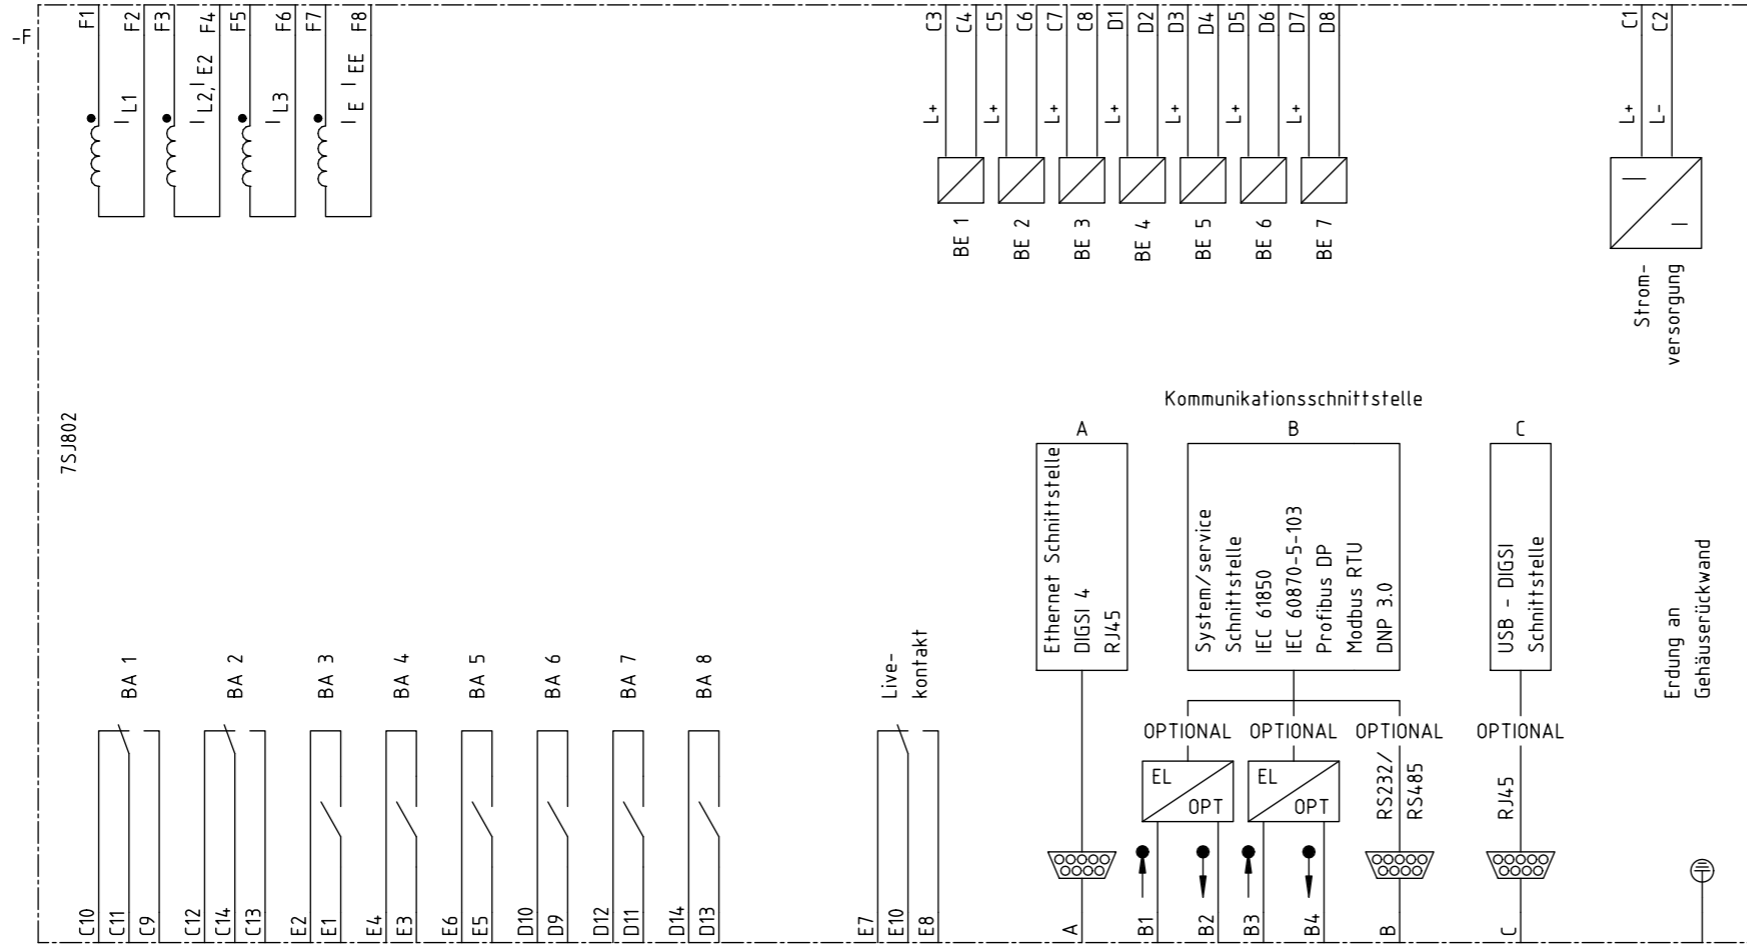 -F
F1
F2
F3
F4
F5
F6
F7
F8
I L1
I L2, I E2
I L3
I E I EE
C3
C4
C5
C6
C7
C8
D1
D2
D3
D4
D5
D6
D7
D8
L+
L+
L+
L+
L+
L+
L+
BE 1
BE 2
BE 3
BE 4
BE 5
BE 6
BE 7
C1
C2
L+
L-
Strom-
versorgung
7SJ802
Kommunikationsschnittstelle
A
Ethernet Schnittstelle
DIGSI 4
RJ45
B
System/service
Schnittstelle
IEC 61850
IEC 60870-5-103
Profibus DP
Modbus RTU
DNP 3.0
C
USB - DIGSI
Schnittstelle
Erdung an
Gehäuserückwand
BA 1
BA 2
BA 3
BA 4
BA 5
BA 6
BA 7
BA 8
Live-
kontakt
OPTIONAL
OPTIONAL
OPTIONAL
OPTIONAL
EL
OPT
EL
OPT
RS232/
RS485
RJ45
C10
C11
C9
C12
C14
C13
E2
E1
E4
E3
E6
E5
D10
D9
D12
D11
D14
D13
E7
E10
E8
A
B1
B2
B3
B4
B
C